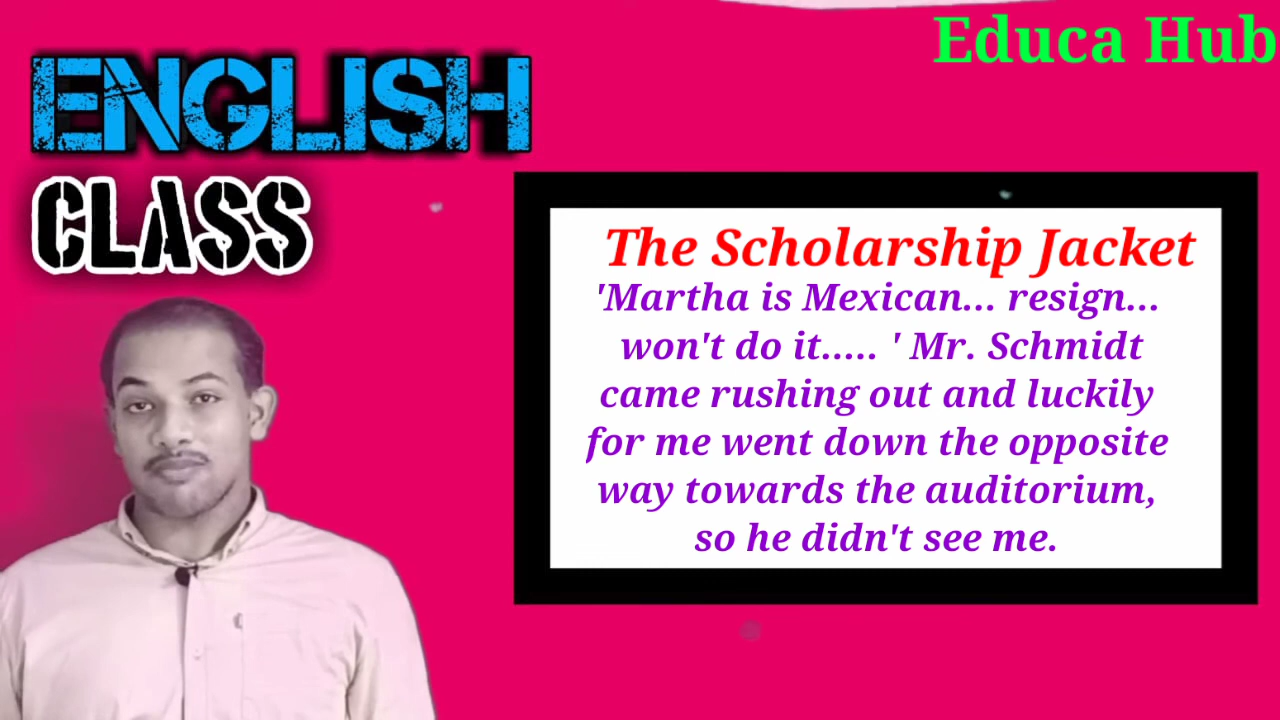 Educa Hub
ENGLISH
CLASS
The Scholarship Jacket
'Martha is Mexican... resign...
won't do it..... ' Mr. Schmidt
came rushing out and luckily
for me went down the opposite
way towards the auditorium,
so he didn't see me.